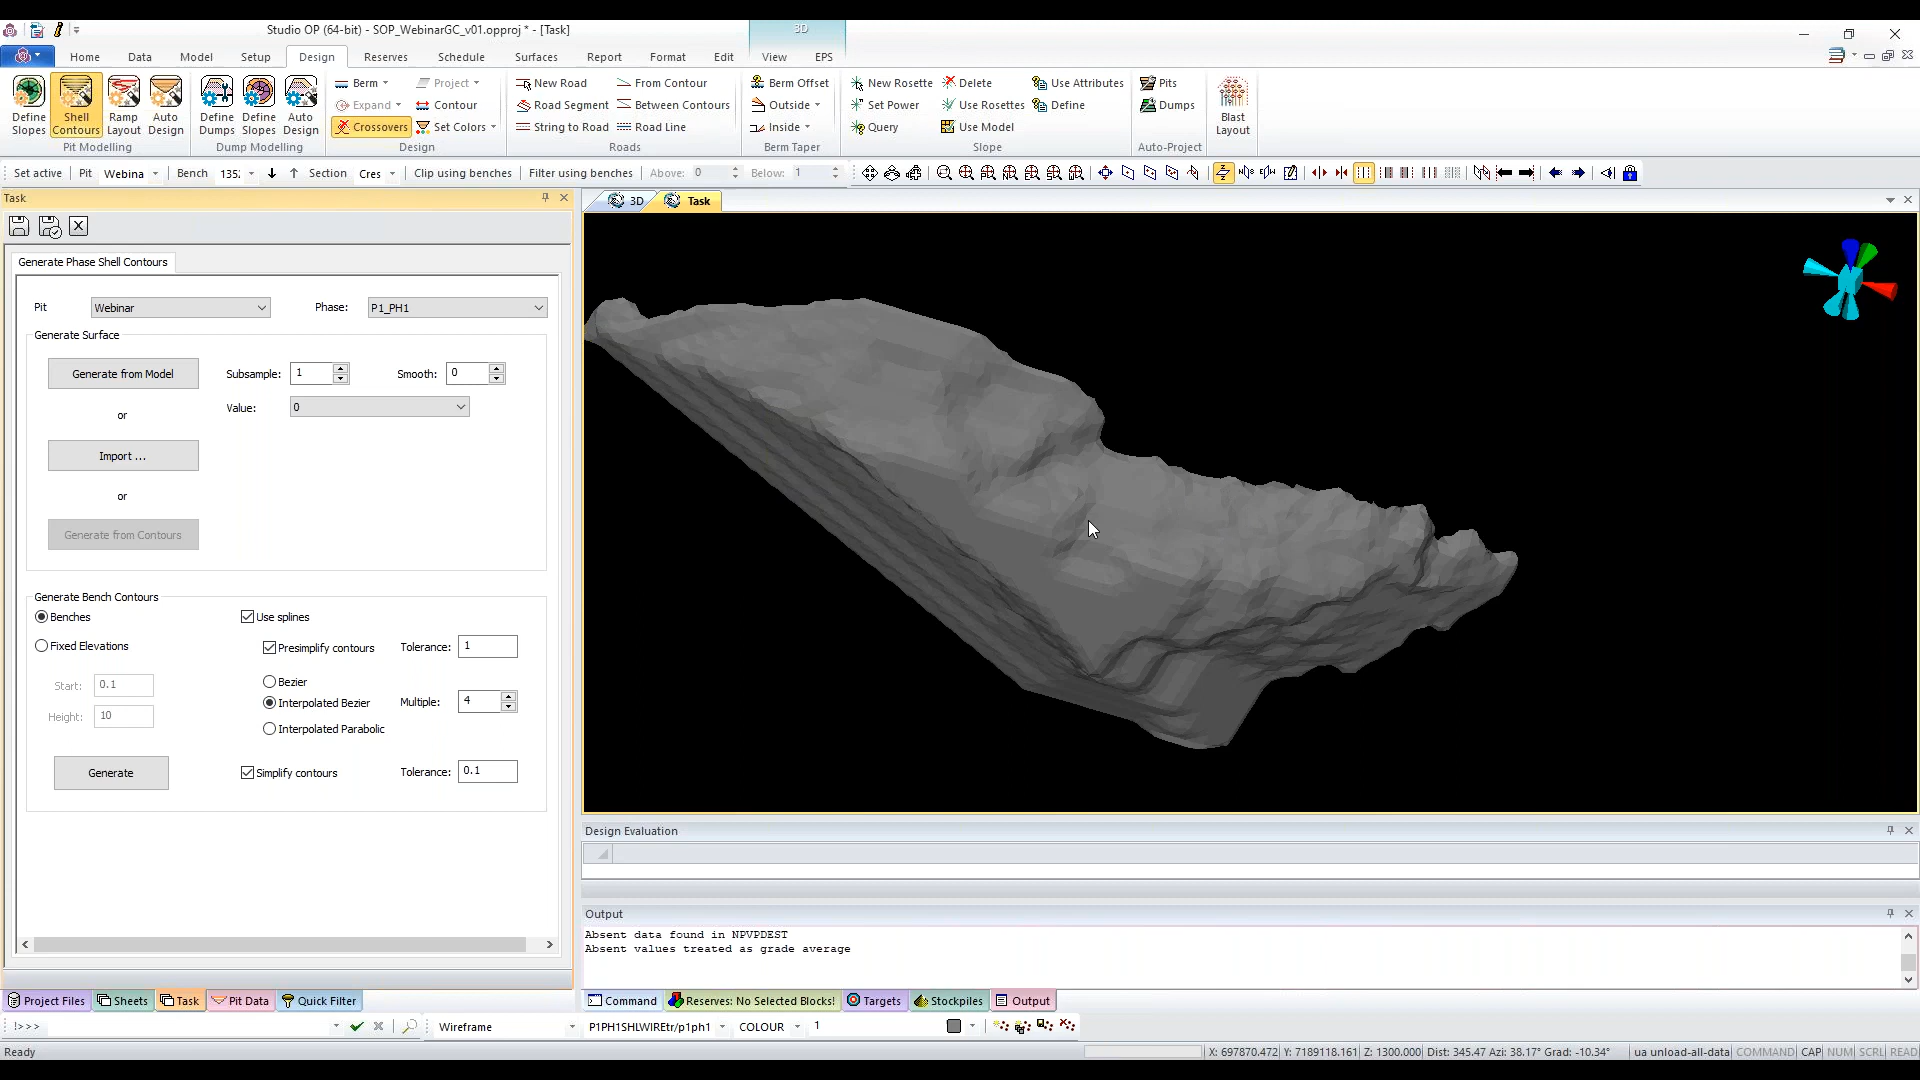 Studio OP (64-bit) - SOP_WebinarGC_v01.opproj * - [Task]
3D
Home Data Model Setup Design Reserves Schedule Surfaces Report Format Edit View EPS
Define Slopes
Shell Contours
Ramp Layout
Auto Design
Pit Modelling
Define Dumps
Define Slopes
Auto Design
Dump Modelling
Berm Project
Expand Contour
Crossovers Set Colors
Design
New Road From Contour
Road Segment Between Contours
String to Road Road Line
Roads
Berm Offset
Outside
Inside
Berm Taper
New Rosette Delete Use Attributes
Set Power Use Rosettes Define
Query Use Model
Slope
Pits
Dumps
Auto-Project
Blast Layout
Set active Pit Webina Bench 135: Section Cres Clip using benches Filter using benches Above: 0 Below: 1
Task
3D Task
Generate Phase Shell Contours
Pit Webinar Phase: P1_PH1
Generate Surface
Generate from Model Subsample: 1 Smooth: 0
or
Value: 0
Import ...
or
Generate from Contours
Generate Bench Contours
Benches Use splines
Fixed Elevations Presimplify contours Tolerance: 1
Start: 0.1 Bezier
Interpolated Bezier Multiple: 4
Height: 10
Interpolated Parabolic
Generate Simplify contours Tolerance: 0.1
Design Evaluation
Output
Absent data found in NPVPDEST
Absent values treated as grade average
Project Files Sheets Task Pit Data Quick Filter
Command Reserves: No Selected Blocks! Targets Stockpiles Output
!>>> Wireframe P1PH1SHLWIREtr/p1ph1 COLOUR 1
Ready X: 697870.472 Y: 7189118.161 Z: 1300.000 Dist: 345.47 Azi: 38.17° Grad: -10.34° ua unload-all-data COMMAND CAP NUM SCRL READ